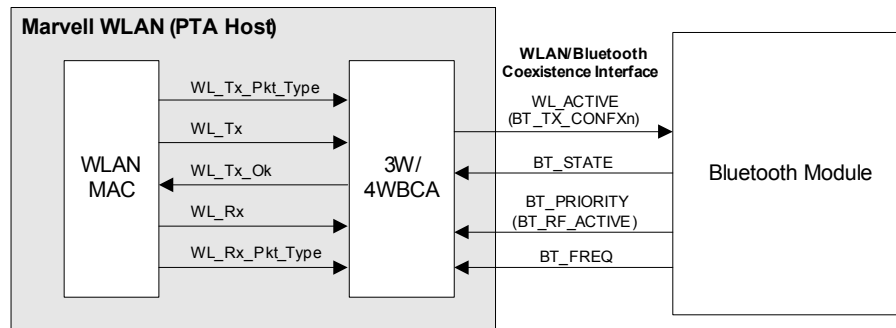 Marvell WLAN (PTA Host)
WLAN/Bluetooth
Coexistence Interface
WLAN
MAC
WL_Tx_Pkt_Type
WL_Tx
WL_Tx_Ok
WL_Rx
WL_Rx_Pkt_Type
3W/
4WBCA
WL_ACTIVE
(BT_TX_CONFXn)
BT_STATE
BT_PRIORITY
(BT_RF_ACTIVE)
BT_FREQ
Bluetooth Module